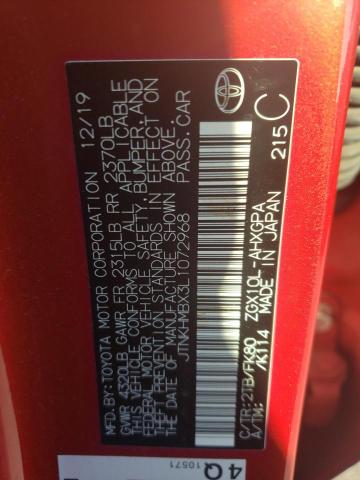 MFD.BY:TOYOTA MOTOR CORPORATION 12/19
GVWR 4320LB GAWR FR 2315LB RR 2370LB
THIS VEHICLE CONFORMS TO ALL APPLICABLE
FEDERAL MOTOR VEHICLE SAFETY, BUMPER, AND
THEFT PREVENTION STANDARDS IN EFFECT ON
THE DATE OF MANUFACTURE SHOWN ABOVE.
JTNKHMBX3L1072968 PASS.CAR
TOYOTA
C/TR:2TB/FK80 ZGX10L-AHXGPA
A/TM: /K114 MADE IN JAPAN 215 C
4Q
10571